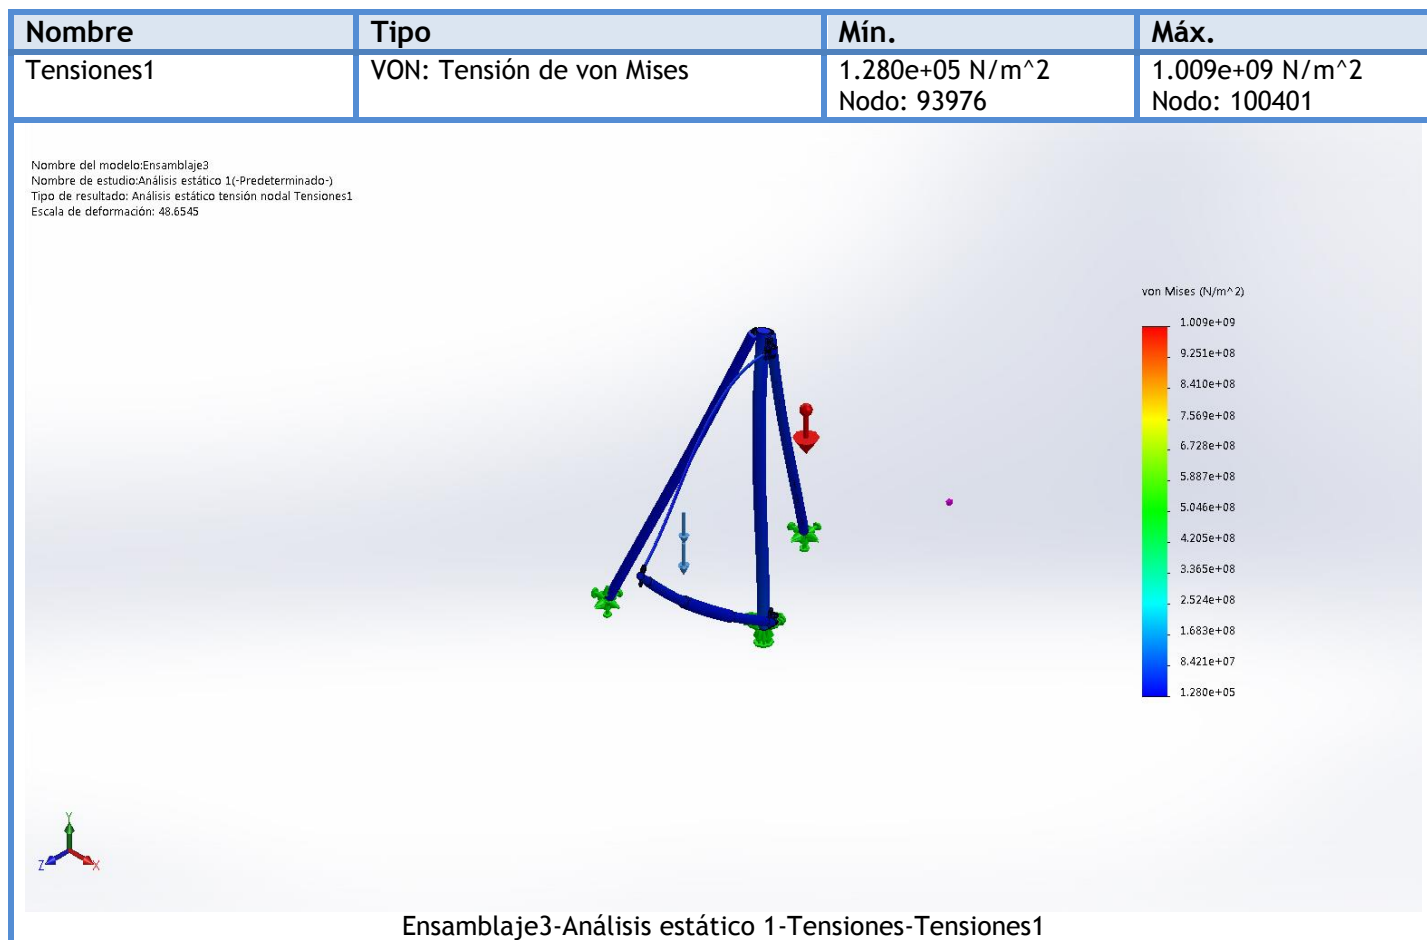 Nombre Tipo Mín. Máx.
Tensiones1 VON: Tensión de von Mises 1.280e+05 N/m^2 1.009e+09 N/m^2
Nodo: 93976 Nodo: 100401
Nombre del modelo:Ensamblaje3
Nombre de estudio:Análisis estático 1(-Predeterminado-)
Tipo de resultado: Análisis estático tensión nodal Tensiones1
Escala de deformación: 48.6545
von Mises (N/m^2)
1.009e+09
9.251e+08
8.410e+08
7.569e+08
6.728e+08
5.887e+08
5.046e+08
4.205e+08
3.365e+08
2.524e+08
1.683e+08
8.421e+07
1.280e+05
Y
Z X
Ensamblaje3-Análisis estático 1-Tensiones-Tensiones1